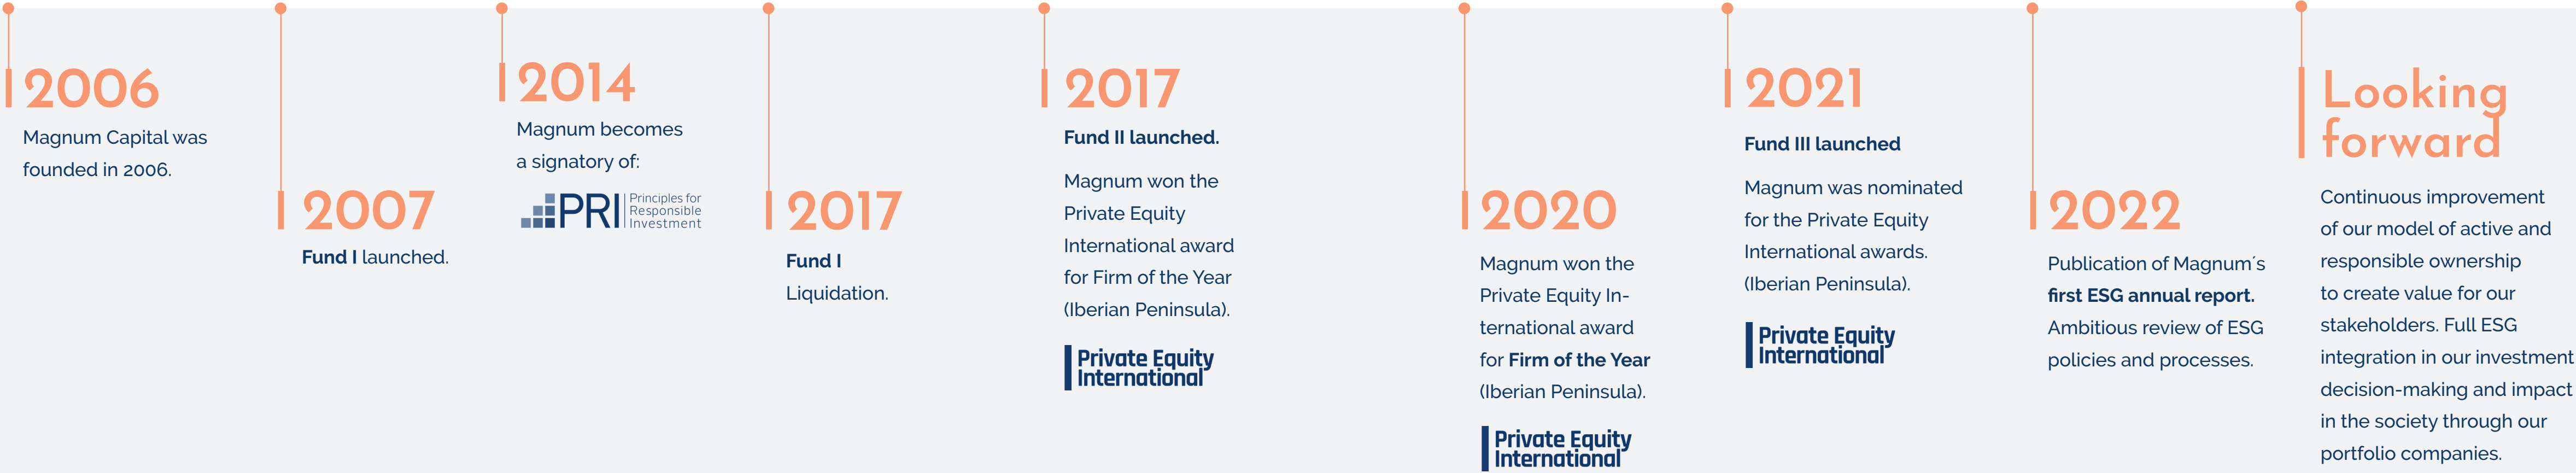 2006
Magnum Capital was
founded in 2006.
2007
Fund I launched.
2014
Magnum becomes
a signatory of:
PRI
Principles for
Responsible
Investment
2017
Fund I
Liquidation.
2017
Fund II launched.
Magnum won the
Private Equity
International award
for Firm of the Year
(Iberian Peninsula).
Private Equity
International
2020
Magnum won the
Private Equity In-
ternational award
for Firm of the Year
(Iberian Peninsula).
Private Equity
International
2021
Fund III launched
Magnum was nominated
for the Private Equity
International awards.
(Iberian Peninsula).
Private Equity
International
2022
Publication of Magnum´s
first ESG annual report.
Ambitious review of ESG
policies and processes.
Looking
forward
Continuous improvement
of our model of active and
responsible ownership
to create value for our
stakeholders. Full ESG
integration in our investment
decision-making and impact
in the society through our
portfolio companies.